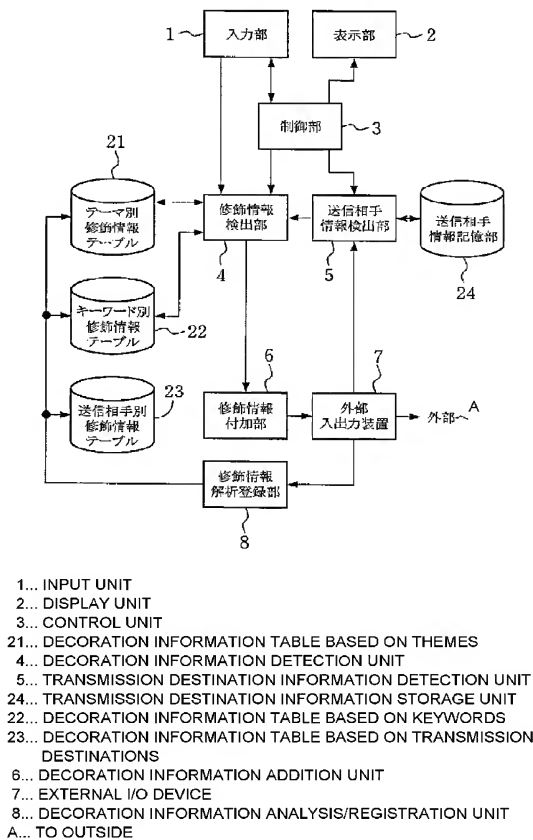 1
入力部
表示部
2
制御部
3
21
テーマ別
修飾情報
テーブル
修飾情報
検出部
4
送信相手
情報検出部
5
送信相手
情報記憶部
24
キーワード別
修飾情報
テーブル
22
送信相手別
修飾情報
テーブル
23
6
修飾情報
付加部
7
外部
入出力装置
外部
A
修飾情報
解析登録部
8
1... INPUT UNIT
2... DISPLAY UNIT
3... CONTROL UNIT
21... DECORATION INFORMATION TABLE BASED ON THEMES
4... DECORATION INFORMATION DETECTION UNIT
5... TRANSMISSION DESTINATION INFORMATION DETECTION UNIT
24... TRANSMISSION DESTINATION INFORMATION STORAGE UNIT
22... DECORATION INFORMATION TABLE BASED ON KEYWORDS
23... DECORATION INFORMATION TABLE BASED ON TRANSMISSION
DESTINATIONS
6... DECORATION INFORMATION ADDITION UNIT
7... EXTERNAL I/O DEVICE
8... DECORATION INFORMATION ANALYSIS/REGISTRATION UNIT
A... TO OUTSIDE